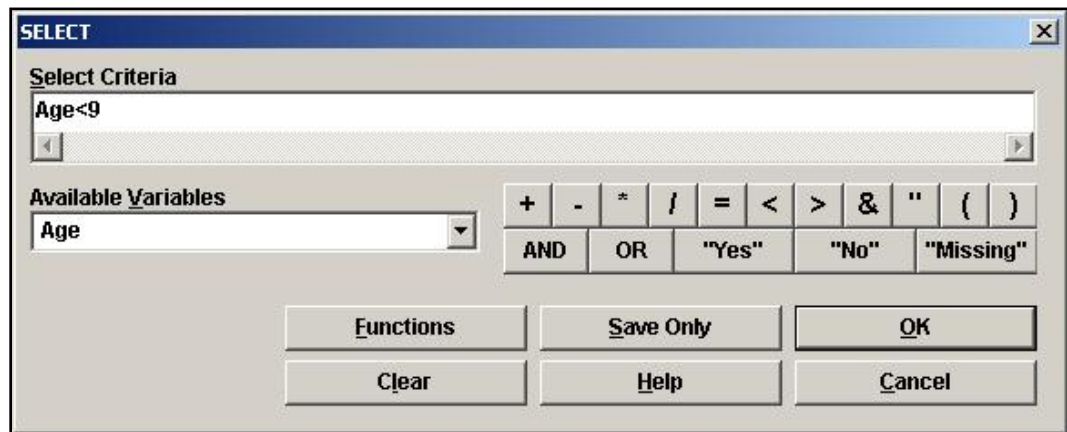 SELECT
Select Criteria
Age<9
Available Variables
Age
+ - * / = < > & " ( )
AND OR "Yes" "No" "Missing"
Functions Save Only OK
Clear Help Cancel